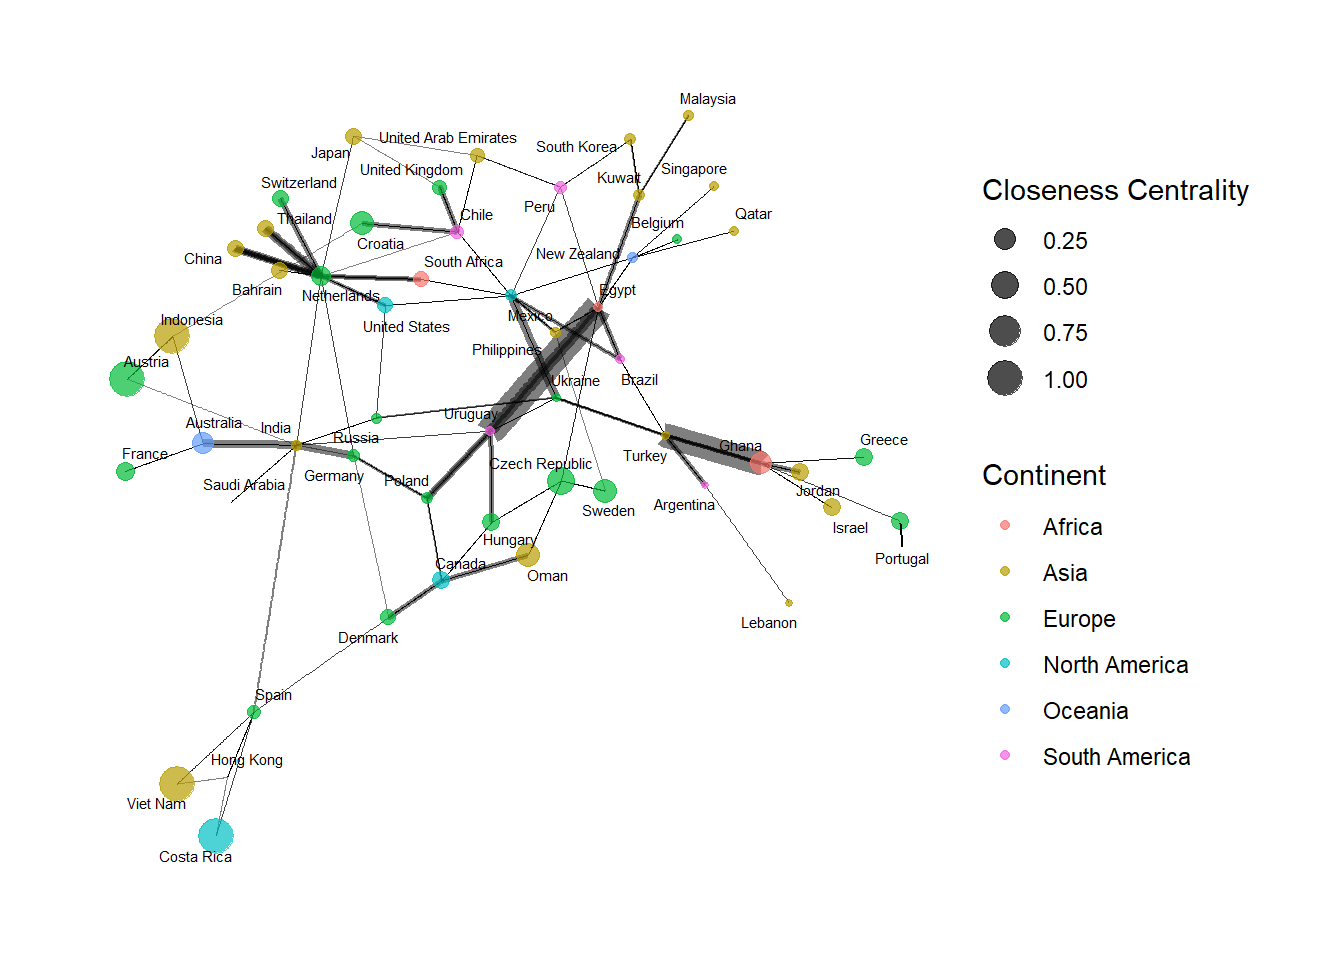 Malaysia
United Arab Emirates
South Korea
Japan
United Kingdom
Singapore
Kuwait
Switzerland
Peru
Qatar
Thailand
Chile
Belgium
Croatia
New Zealand
China
South Africa
Bahrain
Netherlands
Egypt
Mexico
Indonesia
United States
Philippines
Austria
Ukraine
Brazil
Uruguay
Australia
India
Russia
Ghana
Greece
France
Turkey
Czech Republic
Germany
Saudi Arabia
Poland
Jordan
Sweden
Argentina
Israel
Hungary
Portugal
Canada
Oman
Lebanon
Denmark
Spain
Hong Kong
Viet Nam
Costa Rica
Closeness Centrality
0.25
0.50
0.75
1.00
Continent
Africa
Asia
Europe
North America
Oceania
South America